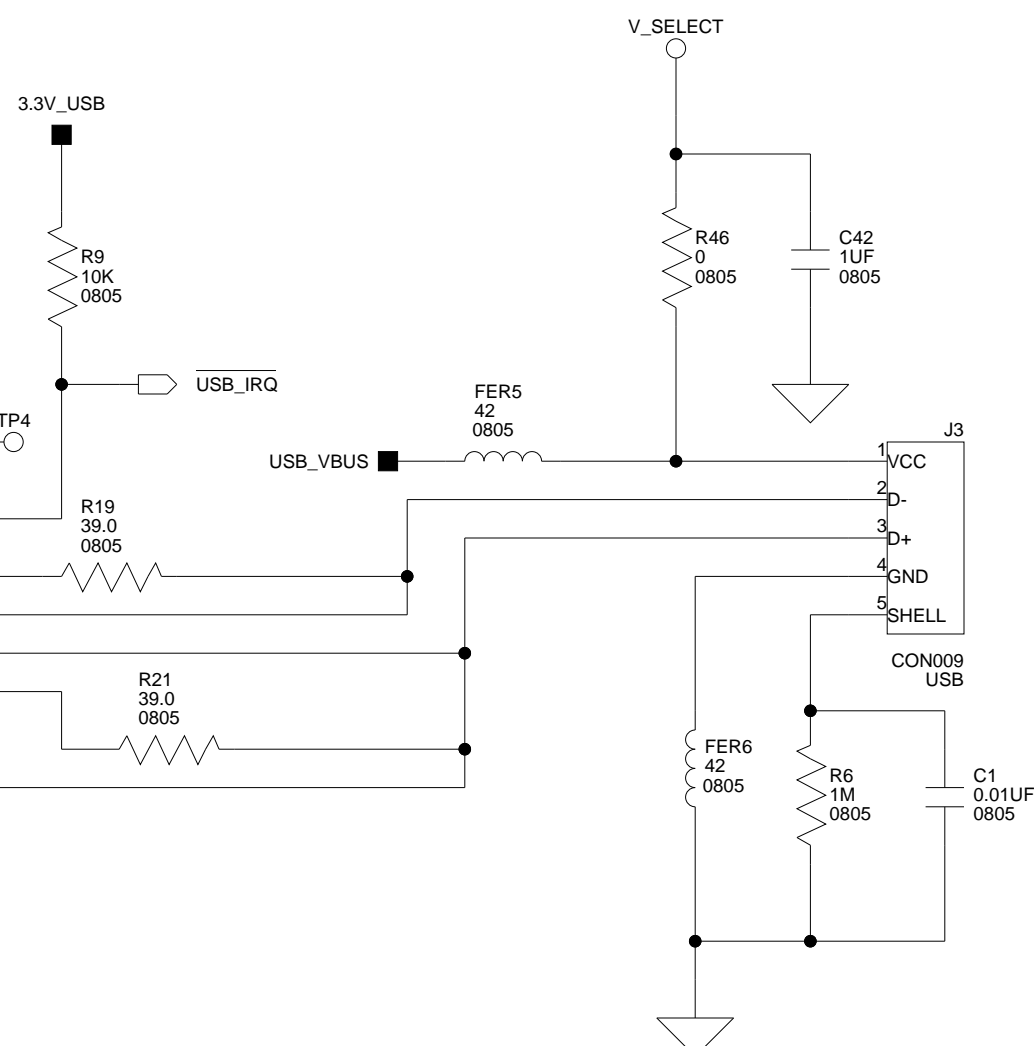 V_SELECT
3.3V_USB
R9
10K
0805
R46
0
0805
C42
1UF
0805
USB_IRQ
TP4
FER5
42
0805
USB_VBUS
J3
1
VCC
2
D-
3
D+
4
GND
5
SHELL
CON009
USB
R19
39.0
0805
R21
39.0
0805
FER6
42
0805
R6
1M
0805
C1
0.01UF
0805